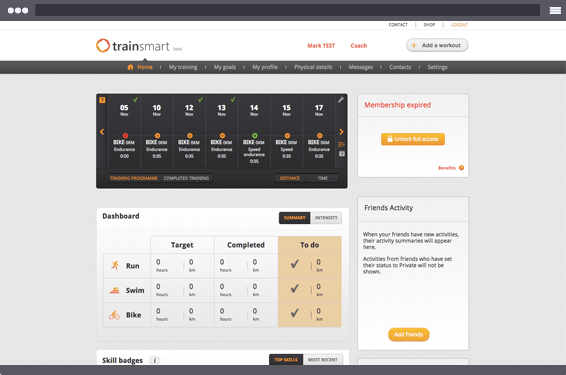 CONTACT | SHOP | LOGOUT
trainsmart beta
Mark TEST Coach + Add a workout
Home | My training | My goals | My profile | Physical details | Messages | Contacts | Settings
05 10 12 13 14 15 17
Nov Nov Nov Nov Nov Nov Nov
BIKE 0KM BIKE 0KM BIKE 0KM BIKE 0KM BIKE 0KM BIKE 0KM BIKE 0KM
Endurance Endurance Endurance Endurance Speed endurance Endurance Speed endurance
0:50 0:35 0:35 0:35 0:35 0:35 0:35
TRAINING PROGRAMME COMPLETED TRAINING DISTANCE TIME
Membership expired
Unlock full access
Benefits
Dashboard SUMMARY INTENSITY
Target Completed To do
Run 0 hours 0 km 0 hours 0 km 0 km
Swim 0 hours 0 km 0 hours 0 km 0 km
Bike 0 hours 0 km 0 hours 0 km 0 km
Friends Activity
When your friends have new activities,
their activity summaries will appear
here.
Activities from friends who have set
their status to Private will not be
shown.
Add friends
Skill badges i TOP SKILLS MOST RECENT